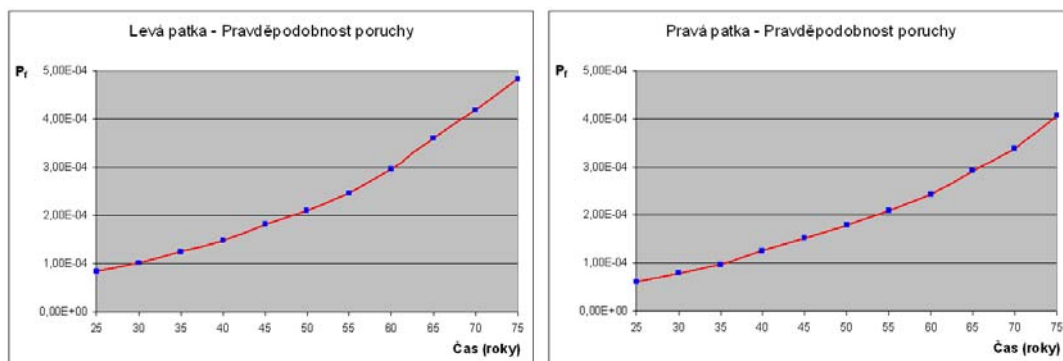 Levá patka - Pravděpodobnost poruchy
Pf
5,00E-04
4,00E-04
3,00E-04
2,00E-04
1,00E-04
0,00E+00
25 30 35 40 45 50 55 60 65 70 75
Čas (roky)
Pravá patka - Pravděpodobnost poruchy
Pf
5,00E-04
4,00E-04
3,00E-04
2,00E-04
1,00E-04
0,00E+00
25 30 35 40 45 50 55 60 65 70 75
Čas (roky)